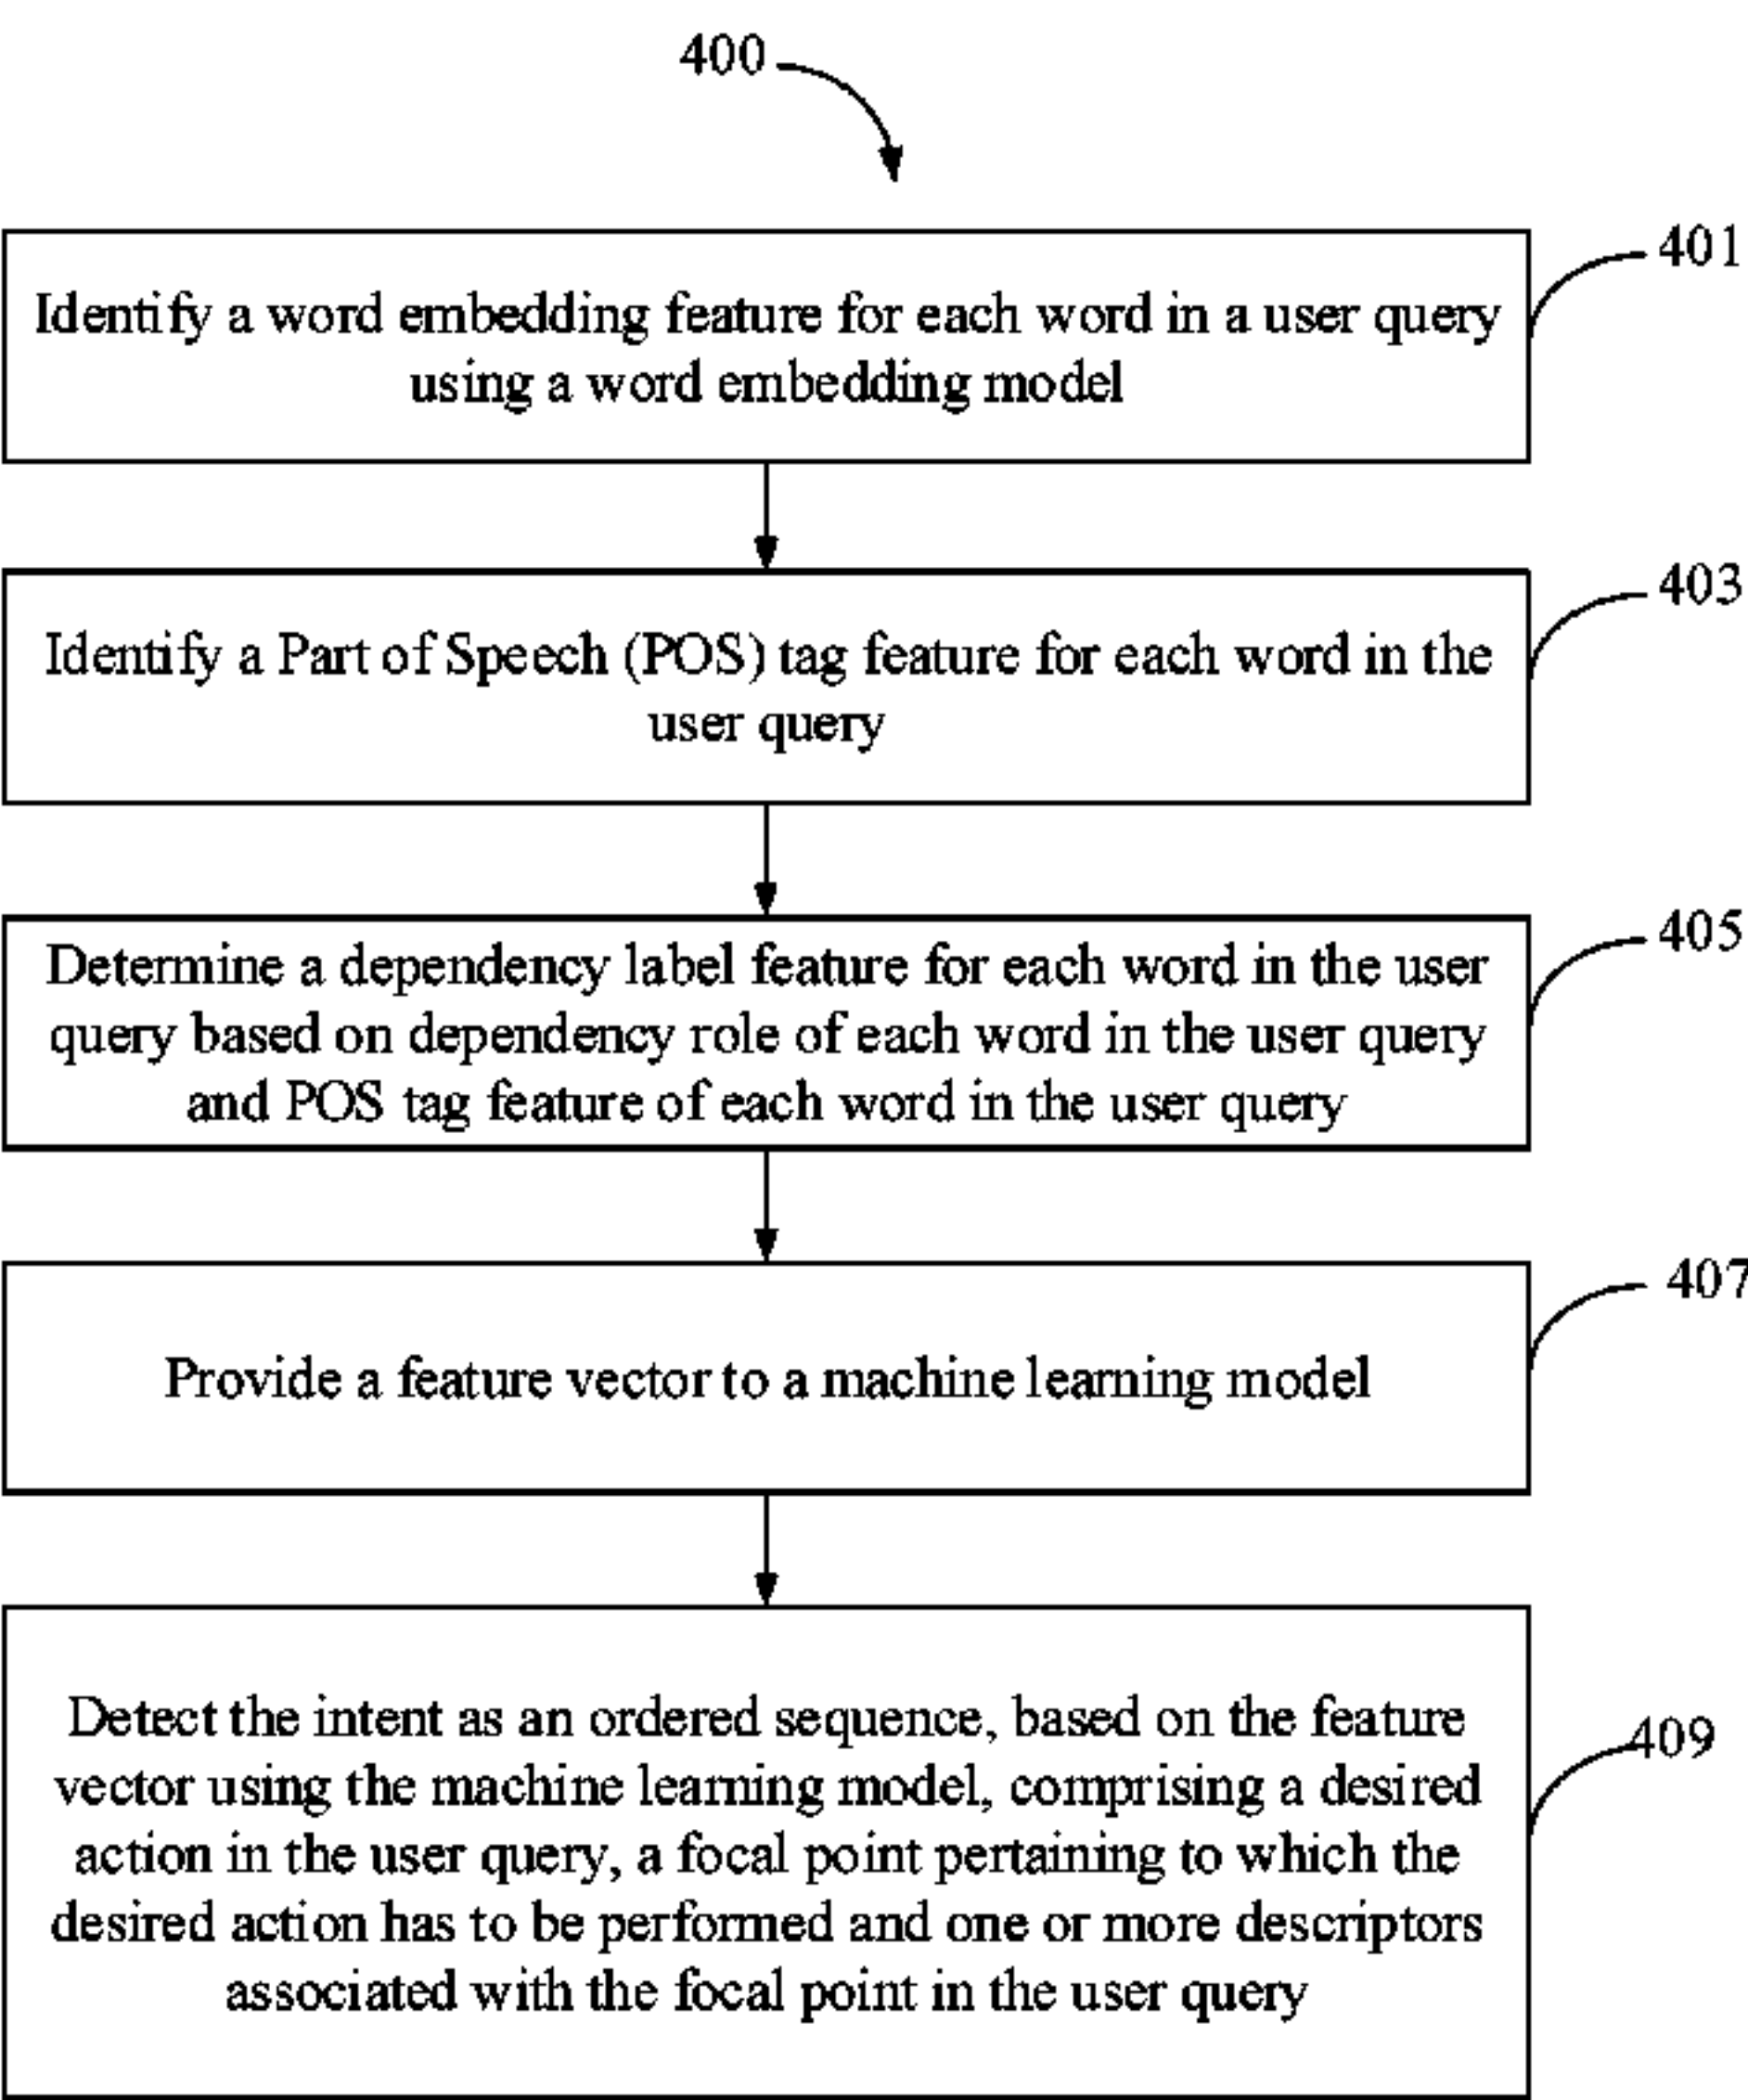 400
401
Identify a word embedding feature for each word in a user query
using a word embedding model
403
Identify a Part of Speech (POS) tag feature for each word in the
user query
405
Determine a dependency label feature for each word in the user
query based on dependency role of each word in the user query
and POS tag feature of each word in the user query
407
Provide a feature vector to a machine learning model
409
Detect the intent as an ordered sequence, based on the feature
vector using the machine learning model, comprising a desired
action in the user query, a focal point pertaining to which the
desired action has to be performed and one or more descriptors
associated with the focal point in the user query